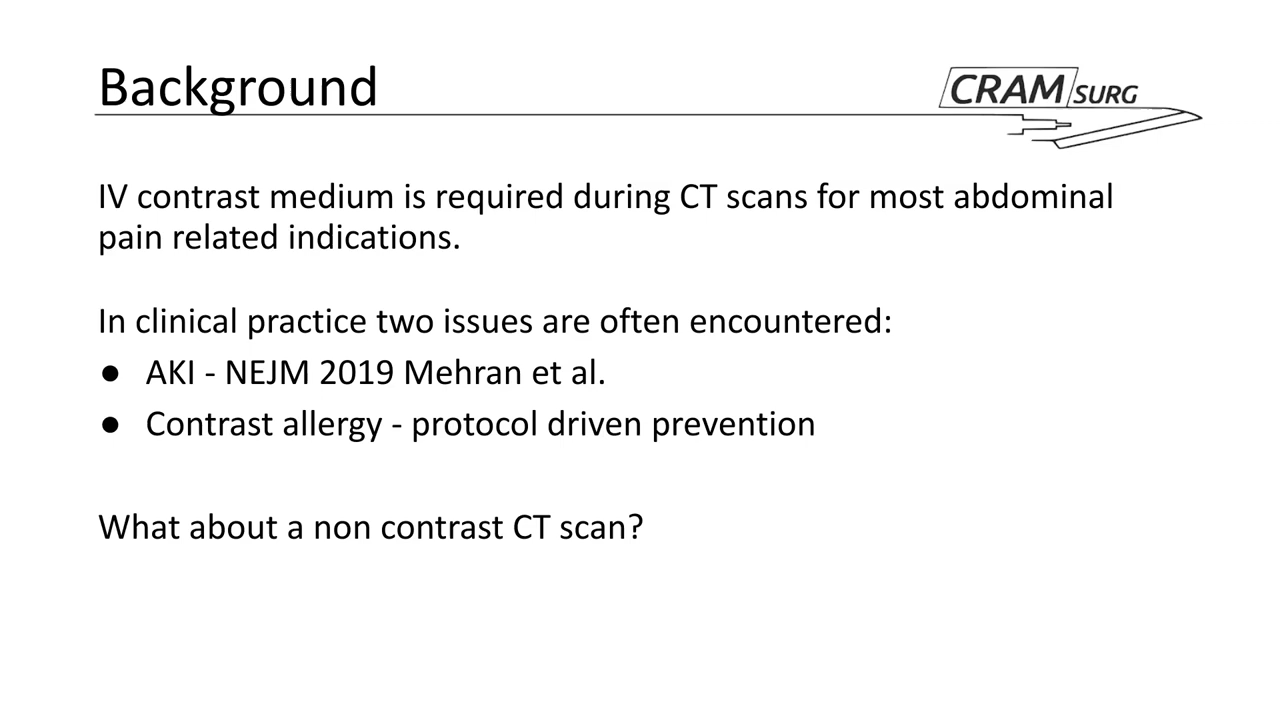 Background
CRAM SURG
IV contrast medium is required during CT scans for most abdominal
pain related indications.
In clinical practice two issues are often encountered:
● AKI - NEJM 2019 Mehran et al.
● Contrast allergy - protocol driven prevention
What about a non contrast CT scan?